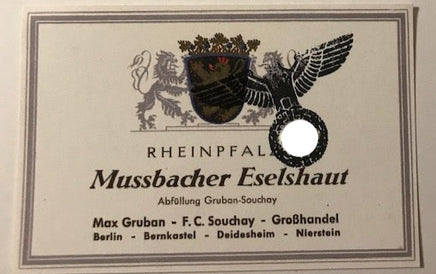 RHEINPFALZ
Mussbacher Eselshaut
Abfüllung Gruban-Souchay
Max Gruban - F.C. Souchay - Großhandel
Berlin - Bernkastel - Deidesheim - Nierstein